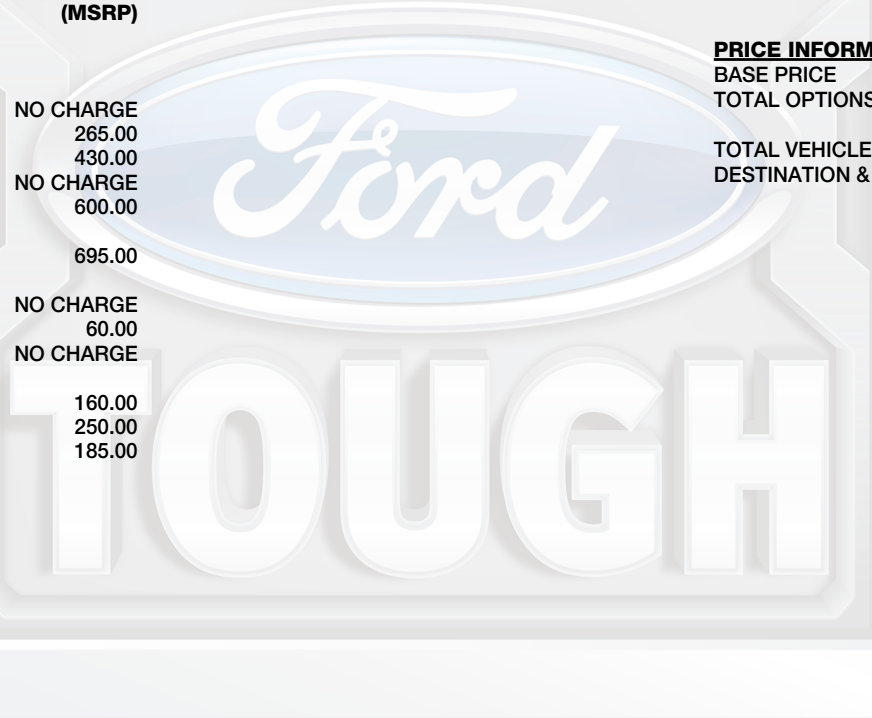 (MSRP)
NO CHARGE
265.00
430.00
NO CHARGE
600.00
695.00
NO CHARGE
60.00
NO CHARGE
160.00
250.00
185.00
PRICE INFORM
BASE PRICE
TOTAL OPTIONS
TOTAL VEHICLE
DESTINATION &
Ford
TOUGH